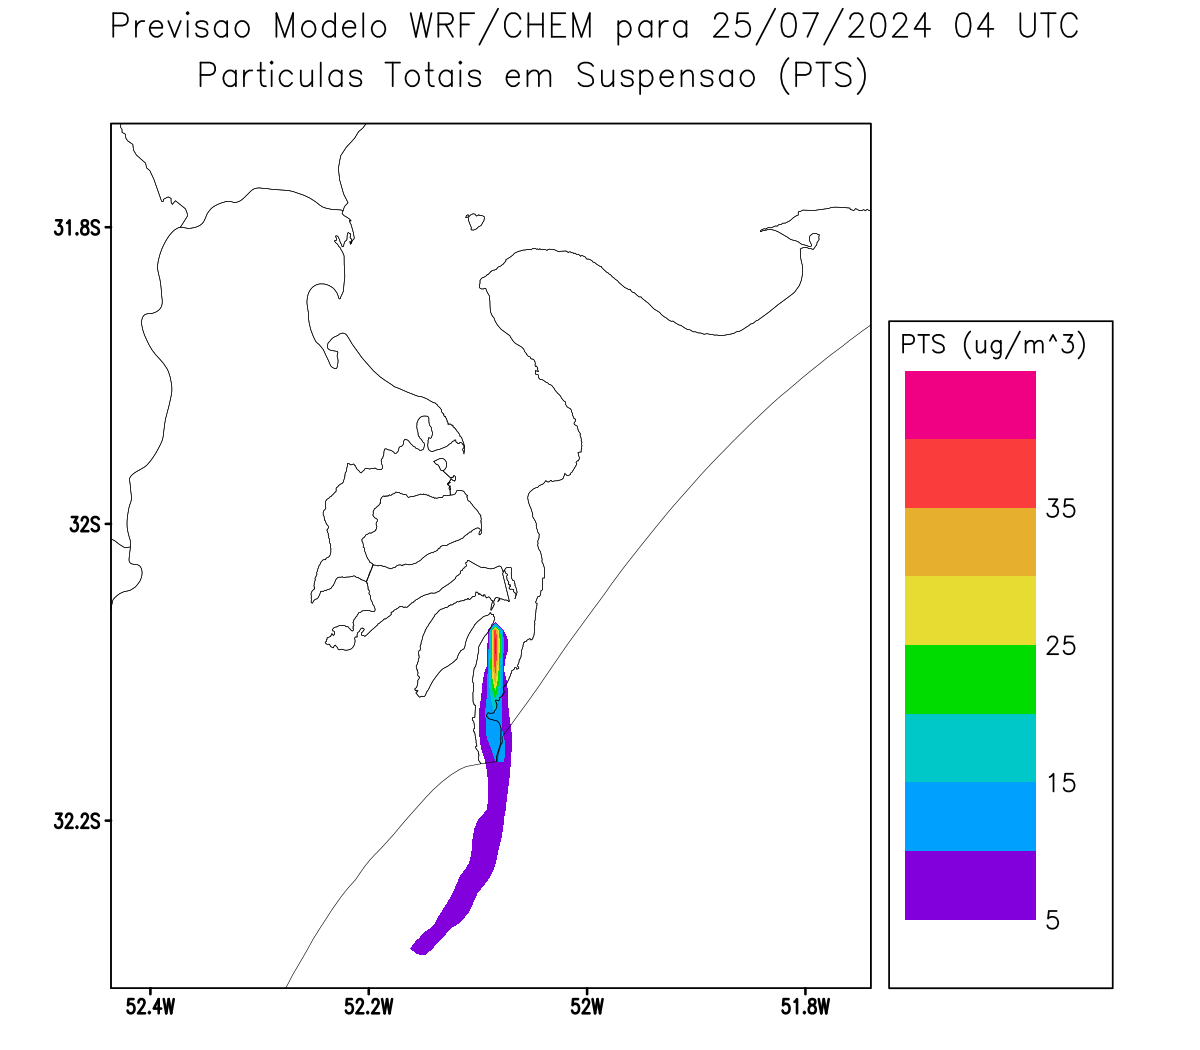 Previsao Modelo WRF/CHEM para 25/07/2024 04 UTC
Particulas Totais em Suspensao (PTS)
31.8S
32S
32.2S
52.4W
52.2W
52W
51.8W
PTS (ug/m^3)
35
25
15
5